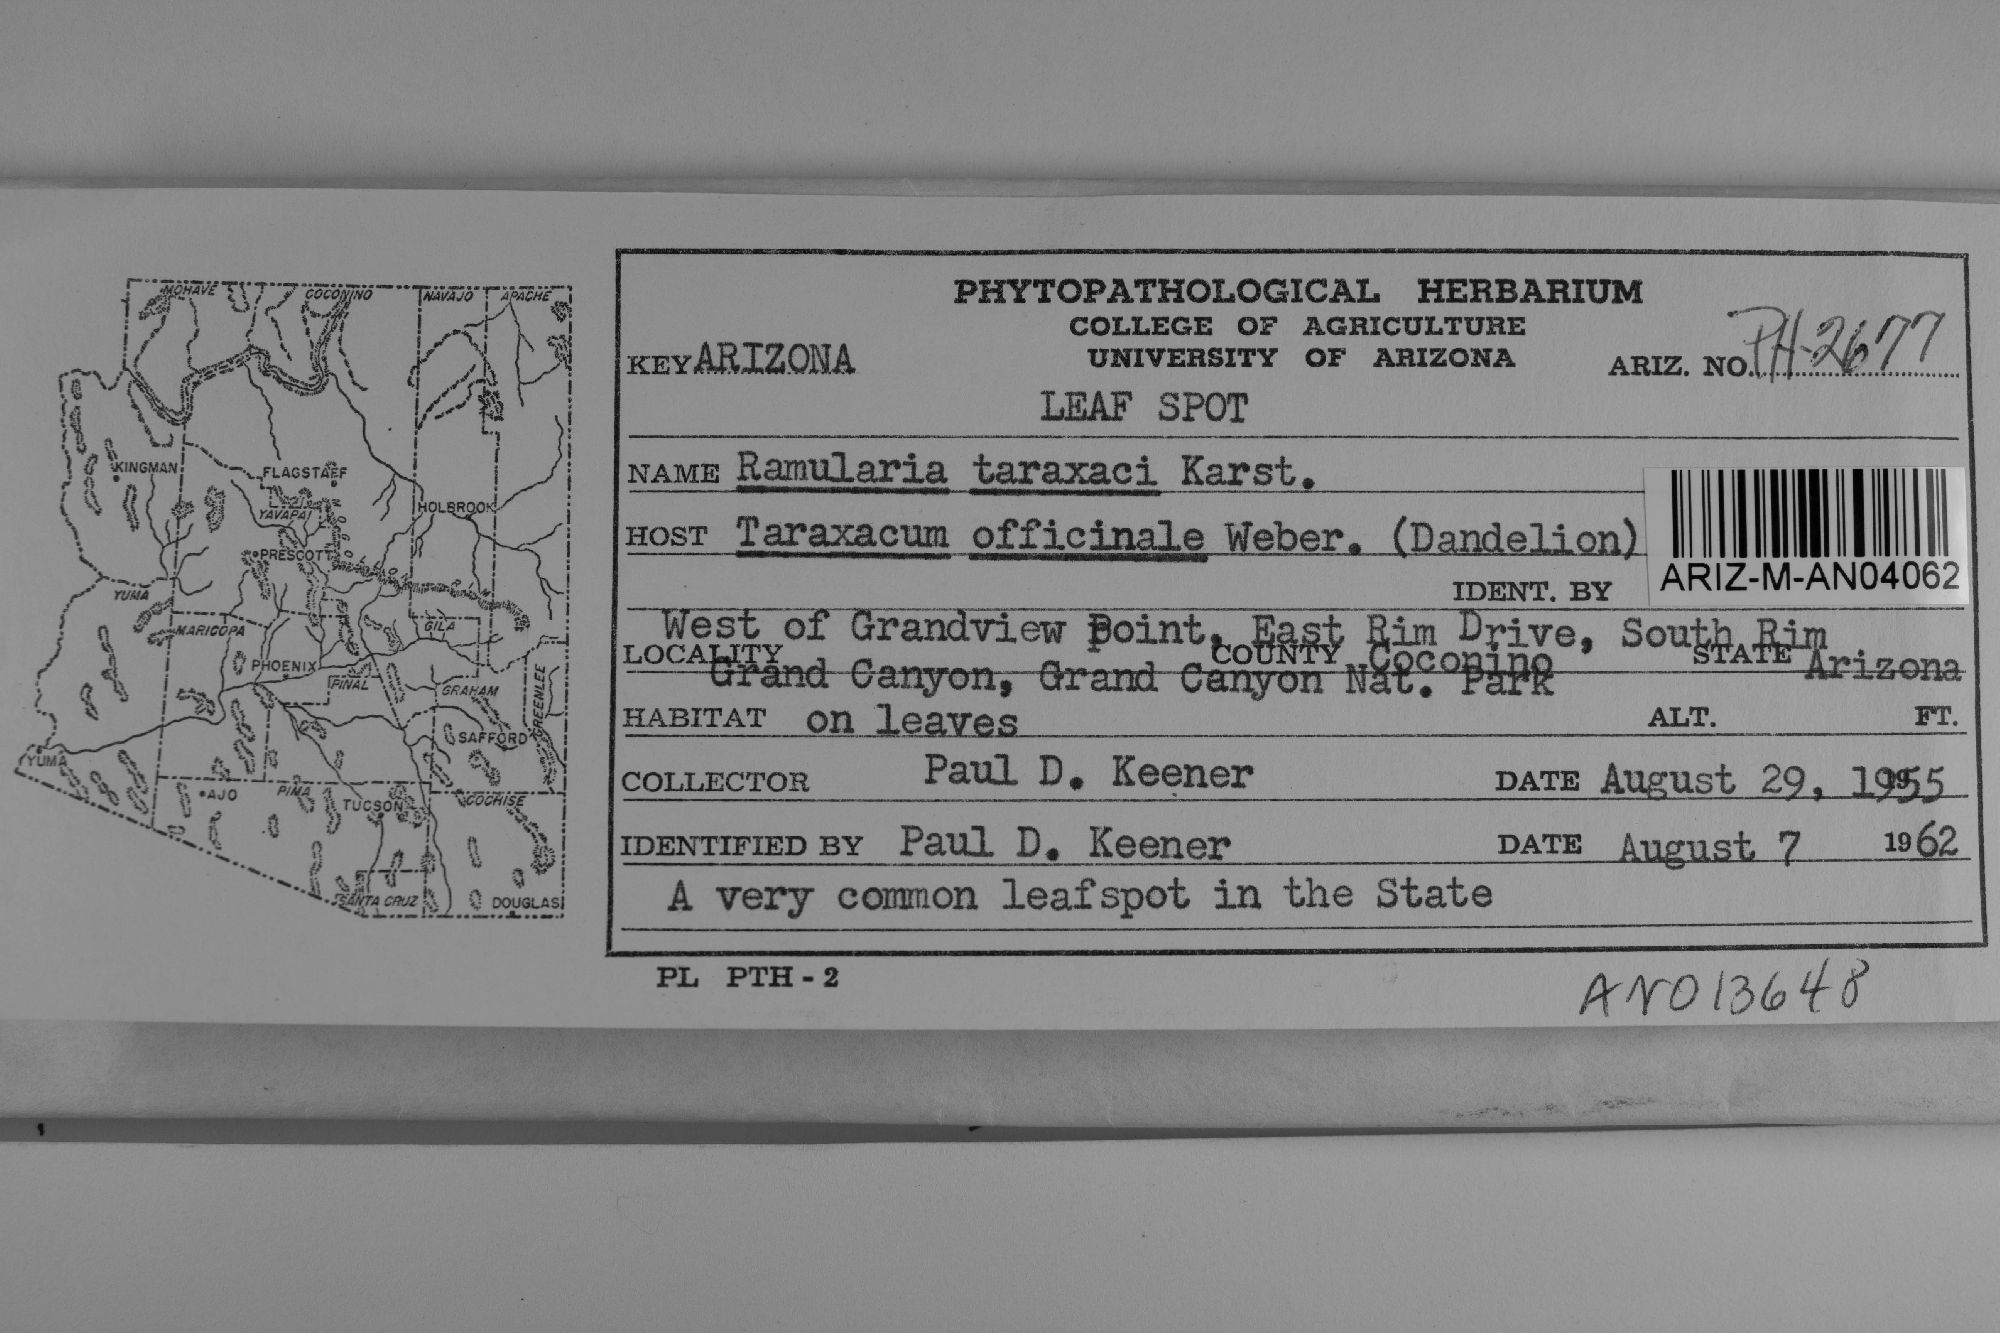 MOHAVE COCONINO NAVAJO APACHE
KINGMAN FLAGSTAFF
YAVAPAI HOLBROOK
PRESCOTT
YUMA
MARICOPA GILA
PHOENIX
PINAL GRAHAM GREENLEE
SAFFORD
YUMA
AJO PIMA TUCSON COCHISE
SANTA CRUZ DOUGLAS
PHYTOPATHOLOGICAL HERBARIUM
COLLEGE OF AGRICULTURE
KEY ARIZONA UNIVERSITY OF ARIZONA ARIZ. NO. PH-2677
LEAF SPOT
NAME Ramularia taraxaci Karst.
HOST Taraxacum officinale Weber. (Dandelion)
ARIZ-M-AN04062
IDENT. BY
West of Grandview Point, East Rim Drive, South Rim
LOCALITY COUNTY Coconino STATE Arizona
Grand Canyon, Grand Canyon Nat. Park
HABITAT on leaves ALT. FT.
COLLECTOR Paul D. Keener DATE August 29, 1955
IDENTIFIED BY Paul D. Keener DATE August 7 1962
A very common leafspot in the State
PL PTH-2
AN013648